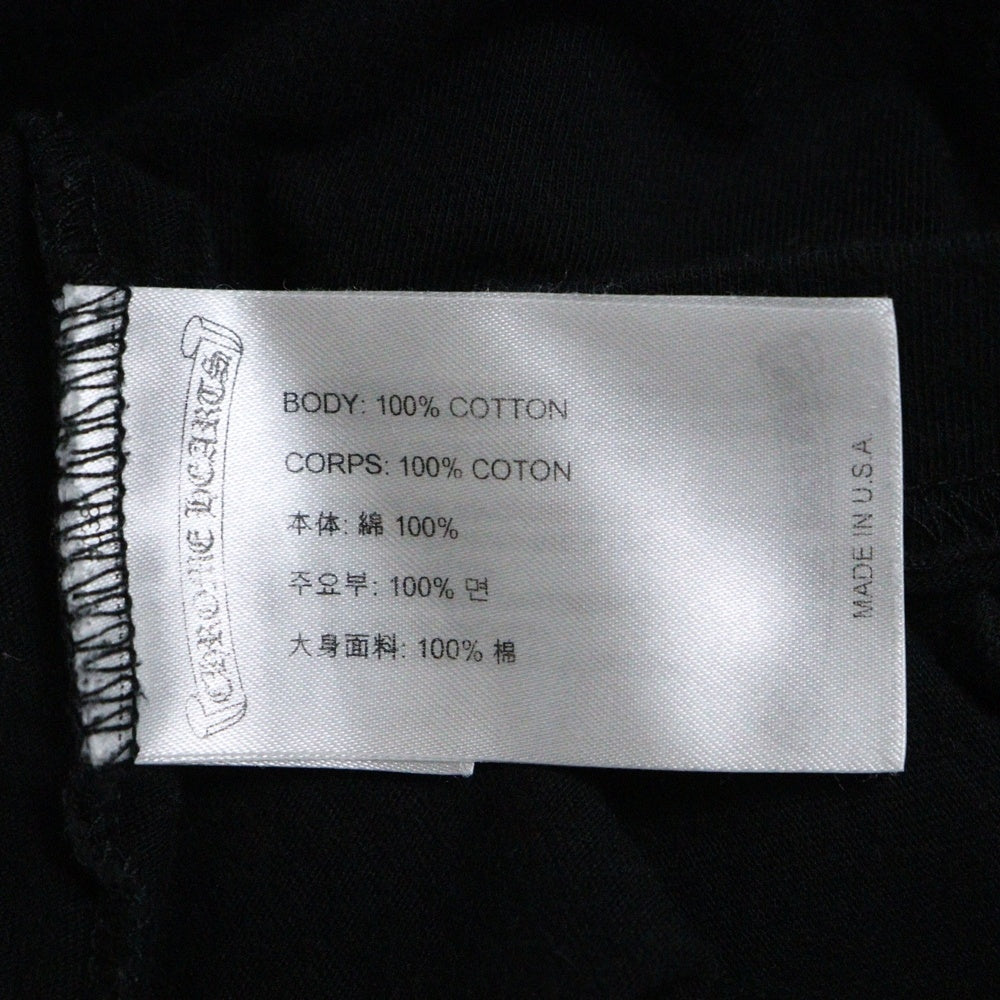 CHROME HEARTS
BODY: 100% COTTON
CORPS: 100% COTON
本体: 綿 100%
주요부: 100% 면
大身面料: 100% 棉
MADE IN U.S.A.